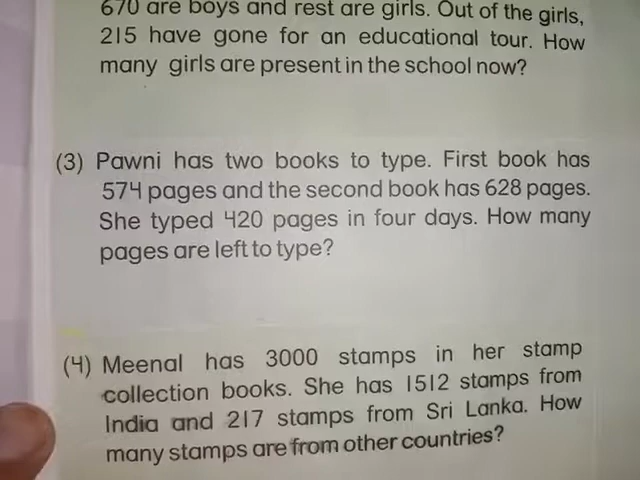 670 are boys and rest are girls. Out of the girls,
215 have gone for an educational tour. How
many girls are present in the school now?
(3) Pawni has two books to type. First book has
574 pages and the second book has 628 pages.
She typed 420 pages in four days. How many
pages are left to type?
(4) Meenal has 3000 stamps in her stamp
collection books. She has 1512 stamps from
India and 217 stamps from Sri Lanka. How
many stamps are from other countries?